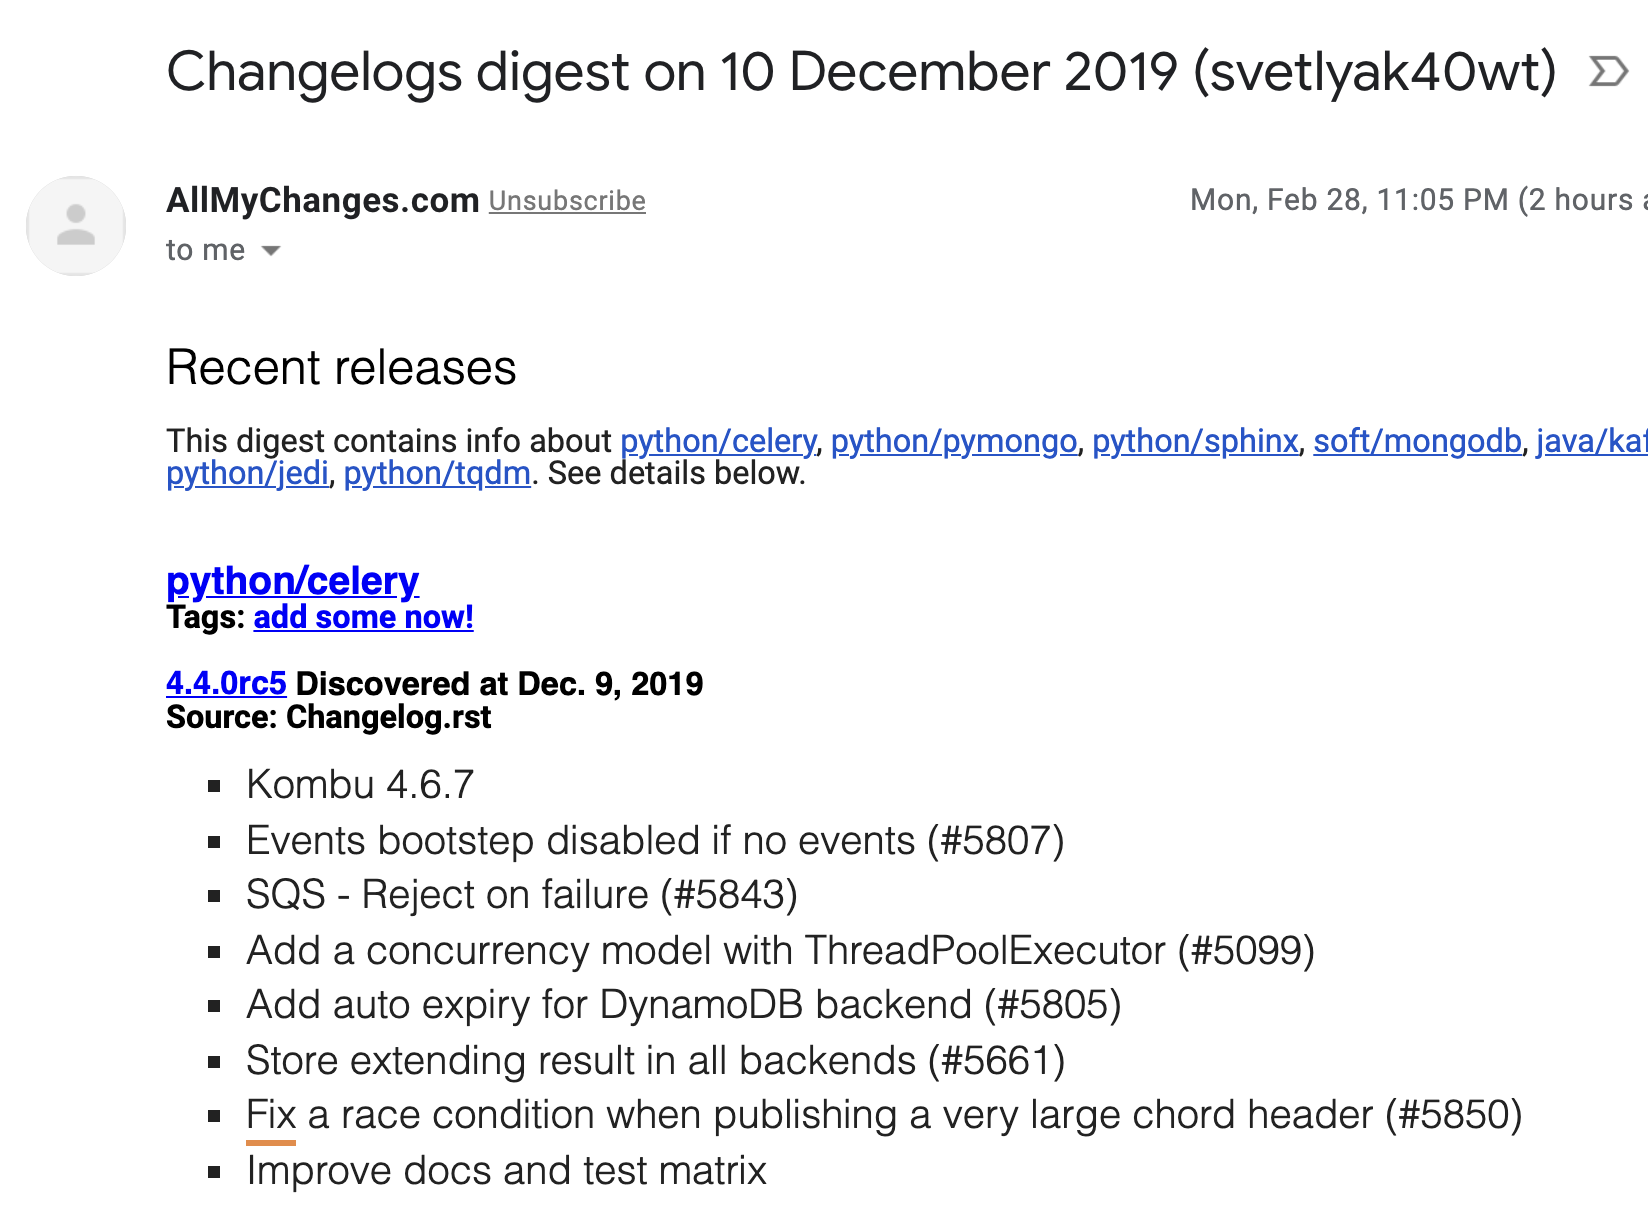 Changelogs digest on 10 December 2019 (svetlyak40wt)
AllMyChanges.com Unsubscribe
Mon, Feb 28, 11:05 PM (2 hours
to me
Recent releases
This digest contains info about python/celery, python/pymongo, python/sphinx, soft/mongodb,
python/jedi, python/tqdm. See details below.
python/celery
Tags: add some now!
4.4.0rc5 Discovered at Dec. 9, 2019
Source: Changelog.rst
▪ Kombu 4.6.7
▪ Events bootstep disabled if no events (#5807)
▪ SQS - Reject on failure (#5843)
▪ Add a concurrency model with ThreadPoolExecutor (#5099)
▪ Add auto expiry for DynamoDB backend (#5805)
▪ Store extending result in all backends (#5661)
▪ Fix a race condition when publishing a very large chord header (#5850)
▪ Improve docs and test matrix